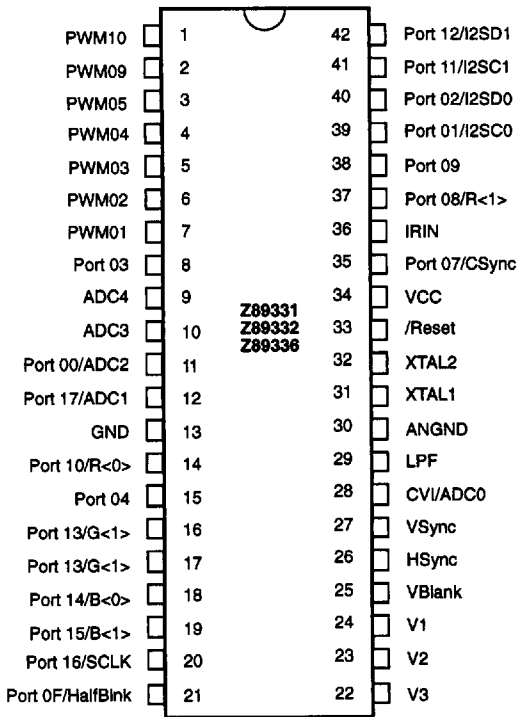 PWM10 1 42 Port 12/I2SD1
PWM09 2 41 Port 11/I2SC1
PWM05 3 40 Port 02/I2SD0
PWM04 4 39 Port 01/I2SC0
PWM03 5 38 Port 09
PWM02 6 37 Port 08/R<1>
PWM01 7 36 IRIN
Port 03 8 35 Port 07/CSync
ADC4 9 34 VCC
Z89331
ADC3 10 Z89332 33 /Reset
Z89336
Port 00/ADC2 11 32 XTAL2
Port 17/ADC1 12 31 XTAL1
GND 13 30 ANGND
Port 10/R<0> 14 29 LPF
Port 04 15 28 CVI/ADC0
Port 13/G<1> 16 27 VSync
Port 13/G<1> 17 26 HSync
Port 14/B<0> 18 25 VBlank
Port 15/B<1> 19 24 V1
Port 16/SCLK 20 23 V2
Port 0F/HalfBlnk 21 22 V3